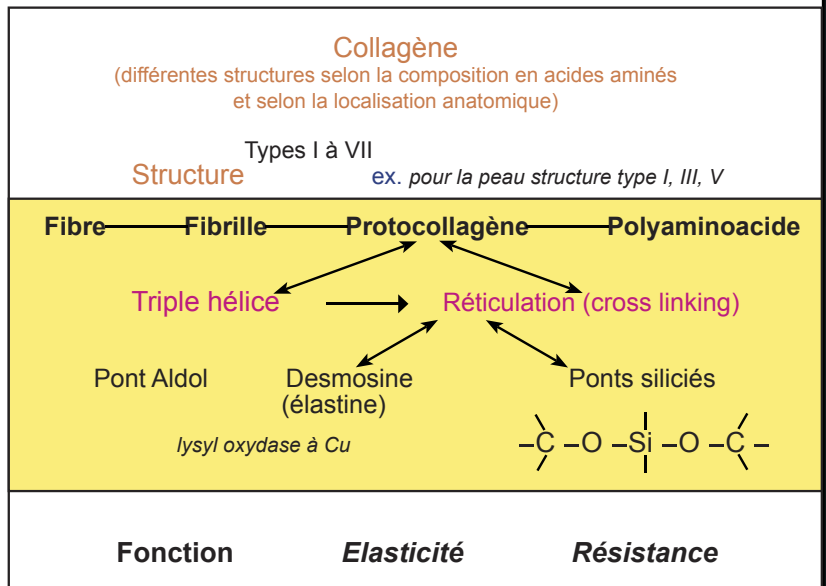 Collagène
(différentes structures selon la composition en acides aminés
et selon la localisation anatomique)
Types I à VII
Structure ex. pour la peau structure type I, III, V
Fibre Fibrille Protocollagène Polyaminoacide
Triple hélice Réticulation (cross linking)
Pont Aldol Desmosine Ponts siliciés
(élastine)
lysyl oxydase à Cu
–C –O –Si–O –C–
Fonction Elasticité Résistance